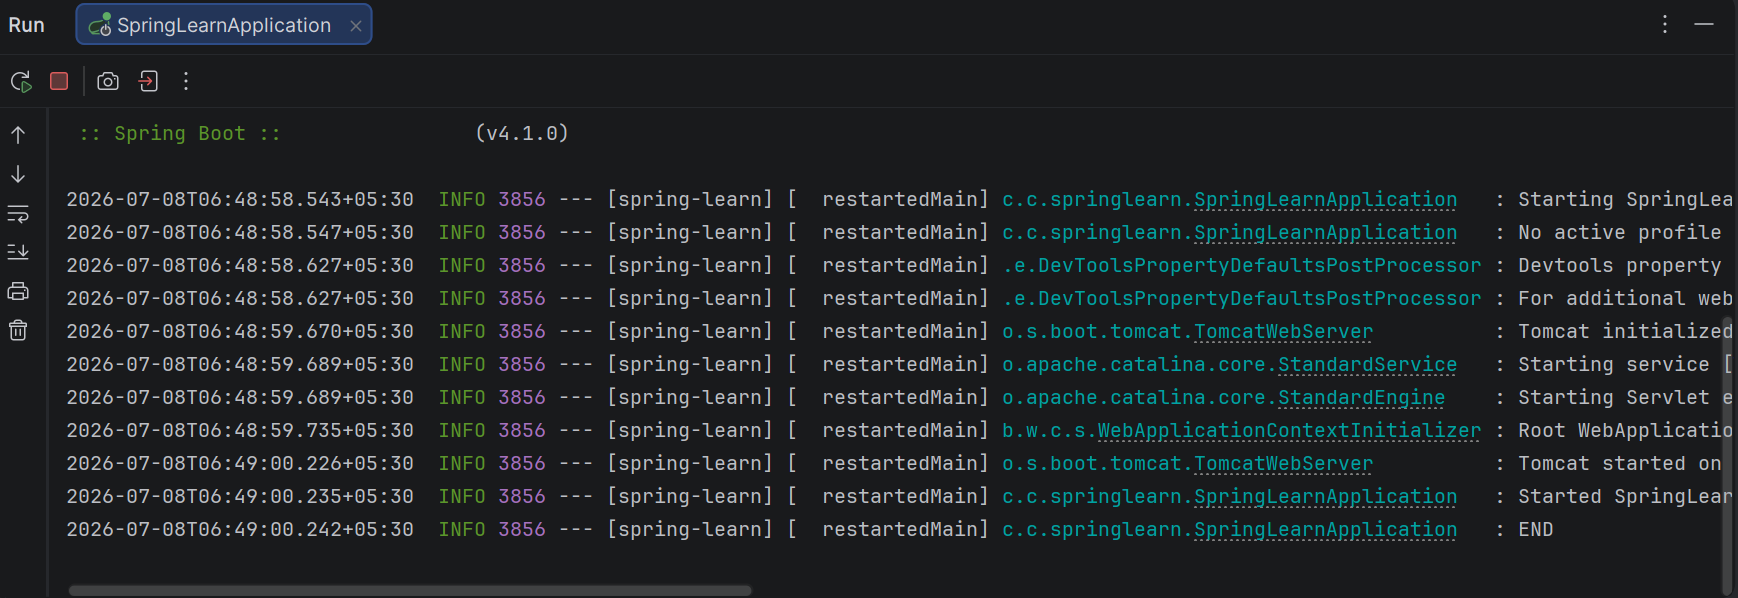 Run SpringLearnApplication
:: Spring Boot :: (v4.1.0)
2026-07-08T06:48:58.543+05:30 INFO 3856 --- [spring-learn] [ restartedMain] c.c.springlearn.SpringLearnApplication : Starting SpringLea
2026-07-08T06:48:58.547+05:30 INFO 3856 --- [spring-learn] [ restartedMain] c.c.springlearn.SpringLearnApplication : No active profile
2026-07-08T06:48:58.627+05:30 INFO 3856 --- [spring-learn] [ restartedMain] .e.DevToolsPropertyDefaultsPostProcessor : Devtools property
2026-07-08T06:48:58.627+05:30 INFO 3856 --- [spring-learn] [ restartedMain] .e.DevToolsPropertyDefaultsPostProcessor : For additional web
2026-07-08T06:48:59.670+05:30 INFO 3856 --- [spring-learn] [ restartedMain] o.s.boot.tomcat.TomcatWebServer : Tomcat initialized
2026-07-08T06:48:59.689+05:30 INFO 3856 --- [spring-learn] [ restartedMain] o.apache.catalina.core.StandardService : Starting service [
2026-07-08T06:48:59.689+05:30 INFO 3856 --- [spring-learn] [ restartedMain] o.apache.catalina.core.StandardEngine : Starting Servlet e
2026-07-08T06:48:59.735+05:30 INFO 3856 --- [spring-learn] [ restartedMain] b.w.c.s.WebApplicationContextInitializer : Root WebApplicatio
2026-07-08T06:49:00.226+05:30 INFO 3856 --- [spring-learn] [ restartedMain] o.s.boot.tomcat.TomcatWebServer : Tomcat started on
2026-07-08T06:49:00.235+05:30 INFO 3856 --- [spring-learn] [ restartedMain] c.c.springlearn.SpringLearnApplication : Started SpringLear
2026-07-08T06:49:00.242+05:30 INFO 3856 --- [spring-learn] [ restartedMain] c.c.springlearn.SpringLearnApplication : END